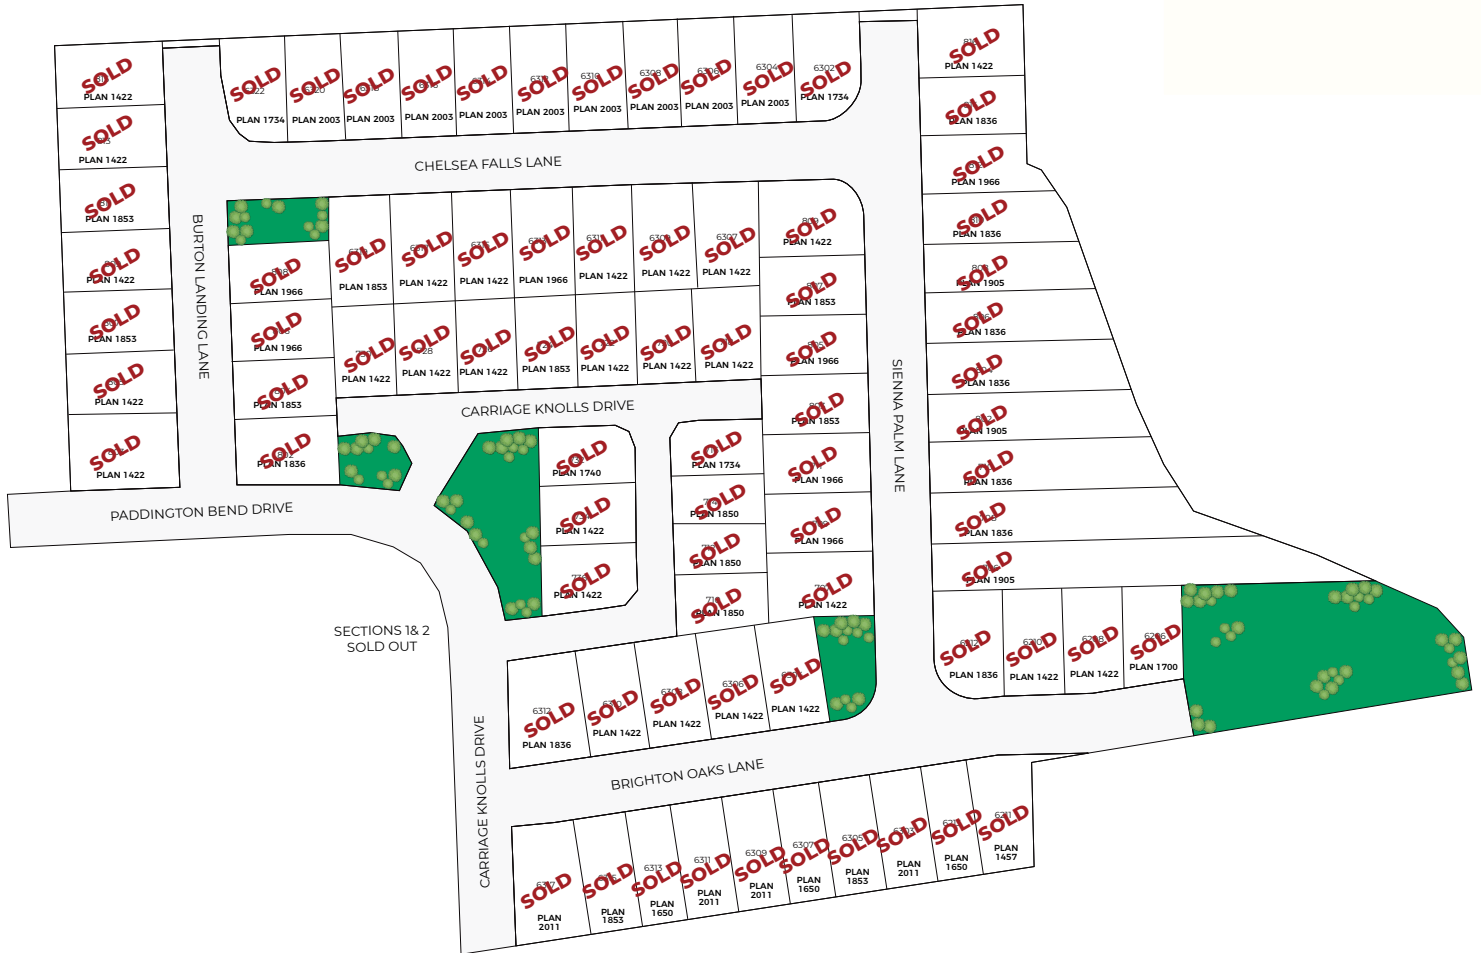 SOLD
PLAN 1422
SOLD
PLAN 1422
SOLD
PLAN 1853
SOLD
PLAN 1422
SOLD
PLAN 1853
SOLD
PLAN 1422
SOLD
PLAN 1422
BURTON LANDING LANE
PADDINGTON BEND DRIVE
SOLD
PLAN 1734
SOLD
PLAN 2003
SOLD
PLAN 2003
SOLD
PLAN 2003
SOLD
PLAN 2003
SOLD
PLAN 2003
6310
SOLD
PLAN 2003
6308
SOLD
PLAN 2003
6306
SOLD
PLAN 2003
6304
SOLD
PLAN 2003
6302
SOLD
PLAN 1734
CHELSEA FALLS LANE
SOLD
PLAN 1966
SOLD
PLAN 1966
SOLD
PLAN 1853
SOLD
PLAN 1836
SOLD
PLAN 1853
SOLD
PLAN 1422
SOLD
PLAN 1422
SOLD
PLAN 1966
SOLD
PLAN 1422
SOLD
PLAN 1422
6307
SOLD
PLAN 1422
SOLD
PLAN 1422
SOLD
PLAN 1422
SOLD
PLAN 1422
SOLD
PLAN 1853
SOLD
PLAN 1422
SOLD
PLAN 1422
SOLD
PLAN 1422
CARRIAGE KNOLLS DRIVE
SOLD
PLAN 1422
SOLD
PLAN 1853
SOLD
PLAN 1966
SOLD
PLAN 1853
SOLD
PLAN 1966
SOLD
PLAN 1966
SOLD
PLAN 1422
SOLD
PLAN 1740
SOLD
PLAN 1422
SOLD
PLAN 1422
SOLD
PLAN 1734
SOLD
PLAN 1850
SOLD
PLAN 1850
SOLD
PLAN 1850
SIENNA PALM LANE
SOLD
PLAN 1422
SOLD
PLAN 1836
SOLD
PLAN 1966
SOLD
PLAN 1836
SOLD
PLAN 1905
SOLD
PLAN 1836
SOLD
PLAN 1836
SOLD
PLAN 1905
SOLD
PLAN 1836
SOLD
PLAN 1836
SOLD
PLAN 1905
SOLD
PLAN 1836
SOLD
PLAN 1422
SOLD
PLAN 1422
6206
SOLD
PLAN 1700
SECTIONS 1& 2
SOLD OUT
6312
SOLD
PLAN 1836
SOLD
PLAN 1422
SOLD
PLAN 1422
6306
SOLD
PLAN 1422
SOLD
PLAN 1422
BRIGHTON OAKS LANE
CARRIAGE KNOLLS DRIVE
SOLD
PLAN
2011
SOLD
PLAN
1853
6313
SOLD
PLAN
1650
6311
SOLD
PLAN
2011
6309
SOLD
PLAN
2011
6307
SOLD
PLAN
1650
6305
SOLD
PLAN
1853
SOLD
PLAN
2011
SOLD
PLAN
1650
SOLD
PLAN
1457